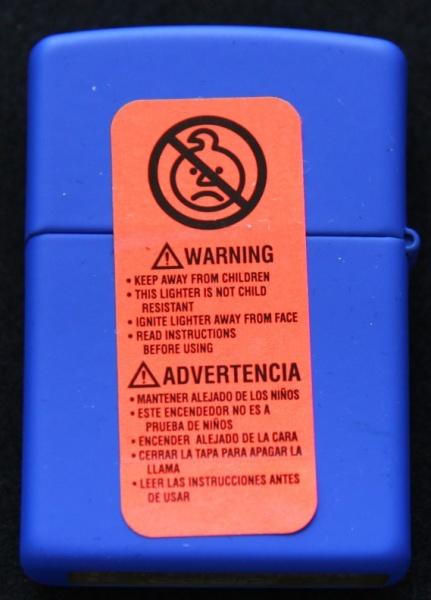 ⚠WARNING
• KEEP AWAY FROM CHILDREN
• THIS LIGHTER IS NOT CHILD
RESISTANT
• IGNITE LIGHTER AWAY FROM FACE
• READ INSTRUCTIONS
BEFORE USING
⚠ADVERTENCIA
• MANTENER ALEJADO DE LOS NIÑOS
• ESTE ENCENDEDOR NO ES A
PRUEBA DE NIÑOS
• ENCENDER ALEJADO DE LA CARA
• CERRAR LA TAPA PARA APAGAR LA
LLAMA
• LEER LAS INSTRUCCIONES ANTES
DE USAR